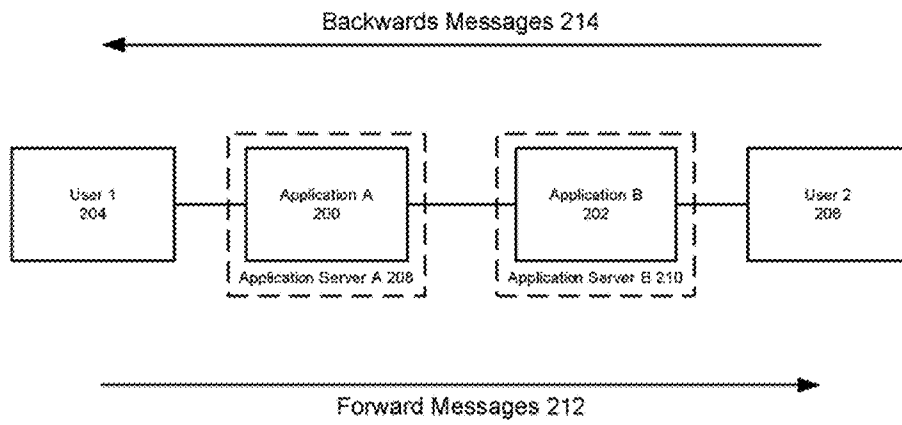 Backwards Messages 214
User 1
204
Application A
200
Application B
202
User 2
206
Application Server A 208
Application Server B 210
Forward Messages 212